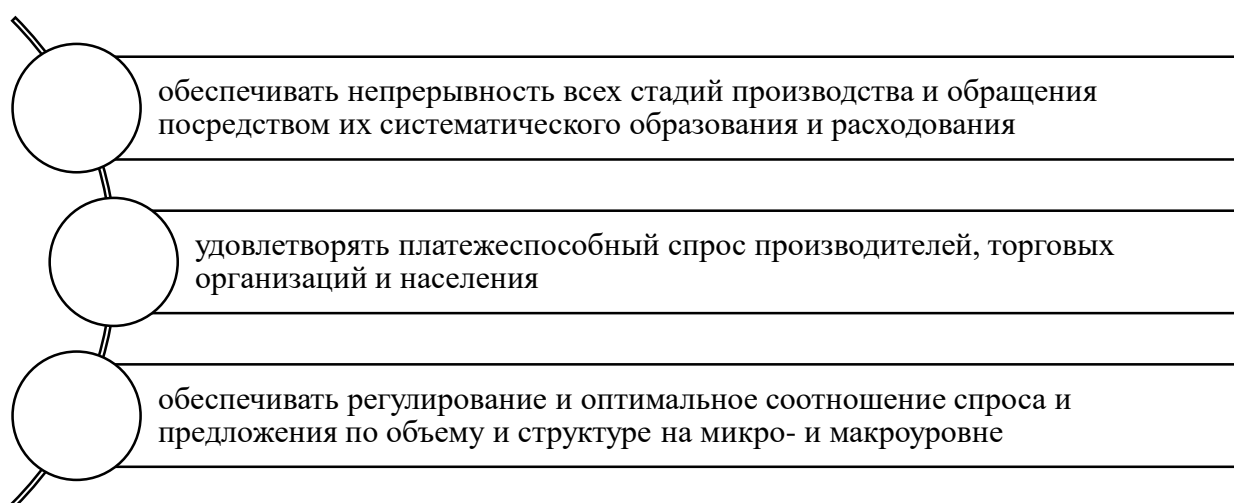 обеспечивать непрерывность всех стадий производства и обращения
посредством их систематического образования и расходования
удовлетворять платежеспособный спрос производителей, торговых
организаций и населения
обеспечивать регулирование и оптимальное соотношение спроса и
предложения по объему и структуре на микро- и макроуровне